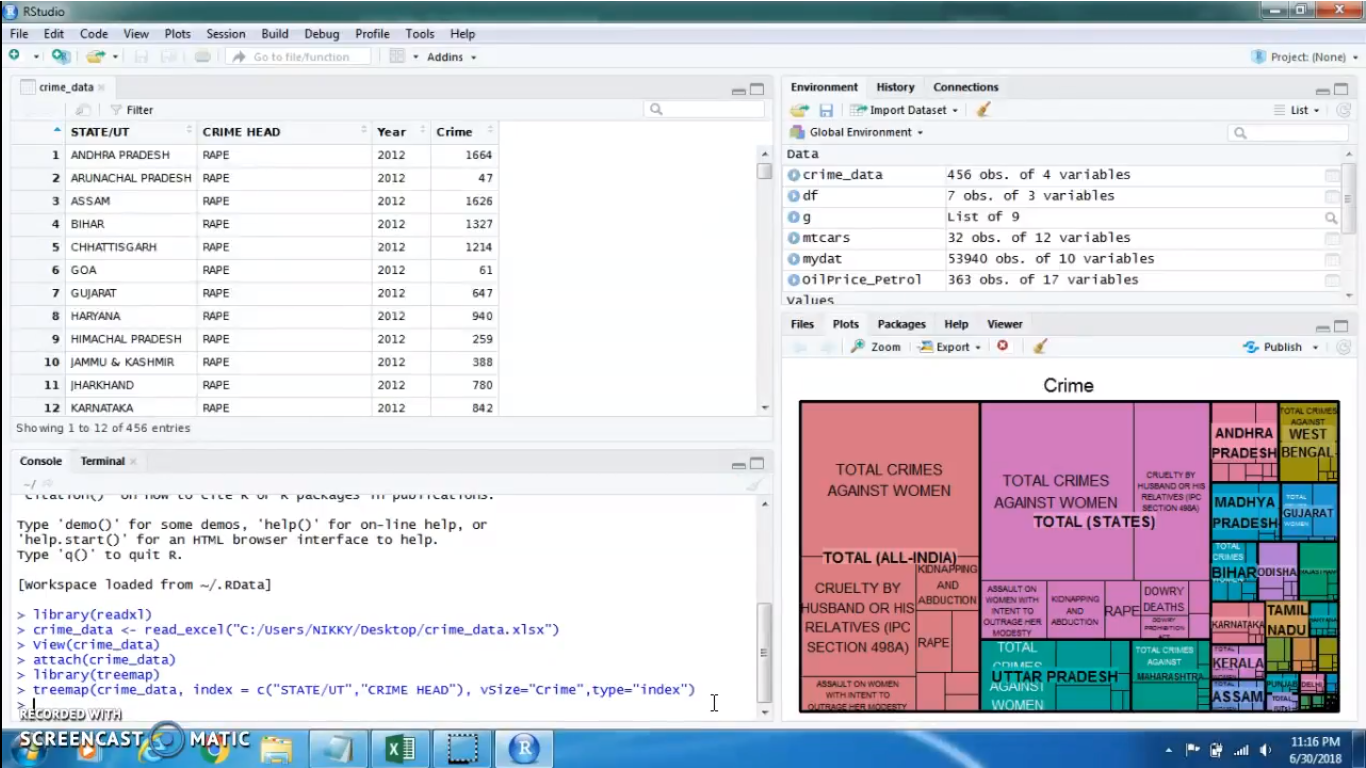 RStudio
File Edit Code View Plots Session Build Debug Profile Tools Help
Go to file/function Addins Project: (None)
crime_data
Filter
STATE/UT CRIME HEAD Year Crime
1 ANDHRA PRADESH RAPE 2012 1664
2 ARUNACHAL PRADESH RAPE 2012 47
3 ASSAM RAPE 2012 1626
4 BIHAR RAPE 2012 1327
5 CHHATTISGARH RAPE 2012 1214
6 GOA RAPE 2012 61
7 GUJARAT RAPE 2012 647
8 HARYANA RAPE 2012 940
9 HIMACHAL PRADESH RAPE 2012 259
10 JAMMU & KASHMIR RAPE 2012 388
11 JHARKHAND RAPE 2012 780
12 KARNATAKA RAPE 2012 842
Showing 1 to 12 of 456 entries
Console Terminal
~/
'citation()' on how to cite R or R packages in publications.
Type 'demo()' for some demos, 'help()' for on-line help, or
'help.start()' for an HTML browser interface to help.
Type 'q()' to quit R.
[Workspace loaded from ~/.RData]
> library(readxl)
> crime_data <- read_excel("C:/Users/NIKKY/Desktop/crime_data.xlsx")
> View(crime_data)
> attach(crime_data)
> library(treemap)
> treemap(crime_data, index = c("STATE/UT","CRIME HEAD"), vSize="Crime",type="index")
>
Environment History Connections
Import Dataset List
Global Environment
Data
crime_data 456 obs. of 4 variables
df 7 obs. of 3 variables
g List of 9
mtcars 32 obs. of 12 variables
mydat 53940 obs. of 10 variables
OilPrice_Petrol 363 obs. of 17 variables
Values
Files Plots Packages Help Viewer
Zoom Export Publish
Crime
TOTAL CRIMES
AGAINST WOMEN
TOTAL (ALL-INDIA)
CRUELTY BY
HUSBAND OR HIS
RELATIVES (IPC
SECTION 498A)
KIDNAPPING
AND
ABDUCTION
RAPE
ASSAULT ON WOMEN
WITH INTENT TO
OUTRAGE HER MODESTY
TOTAL CRIMES
AGAINST WOMEN
TOTAL (STATES)
CRUELTY BY
HUSBAND OR HIS
RELATIVES (IPC
SECTION 498A)
ASSAULT ON
WOMEN WITH
INTENT TO
OUTRAGE HER
MODESTY
KIDNAPPING
AND
ABDUCTION
RAPE
DOWRY
DEATHS
DOWRY
PROHIBITION
ACT
TOTAL
CRIMES
AGAINST
WOMEN
UTTAR PRADESH
TOTAL CRIMES
AGAINST
MAHARASHTRA
ANDHRA
PRADESH
TOTAL CRIMES
AGAINST
WEST
BENGAL
MADHYA
PRADESH
TOTAL
GUJARAT
WOMEN
TOTAL
CRIMES
BIHAR
ODISHA
RAJASTHAN
KARNATAKA
TAMIL
NADU
TOTAL
KERALA
ASSAM
PUNJAB
DELHI
RECORDED WITH
SCREENCAST MATIC
11:16 PM
6/30/2018